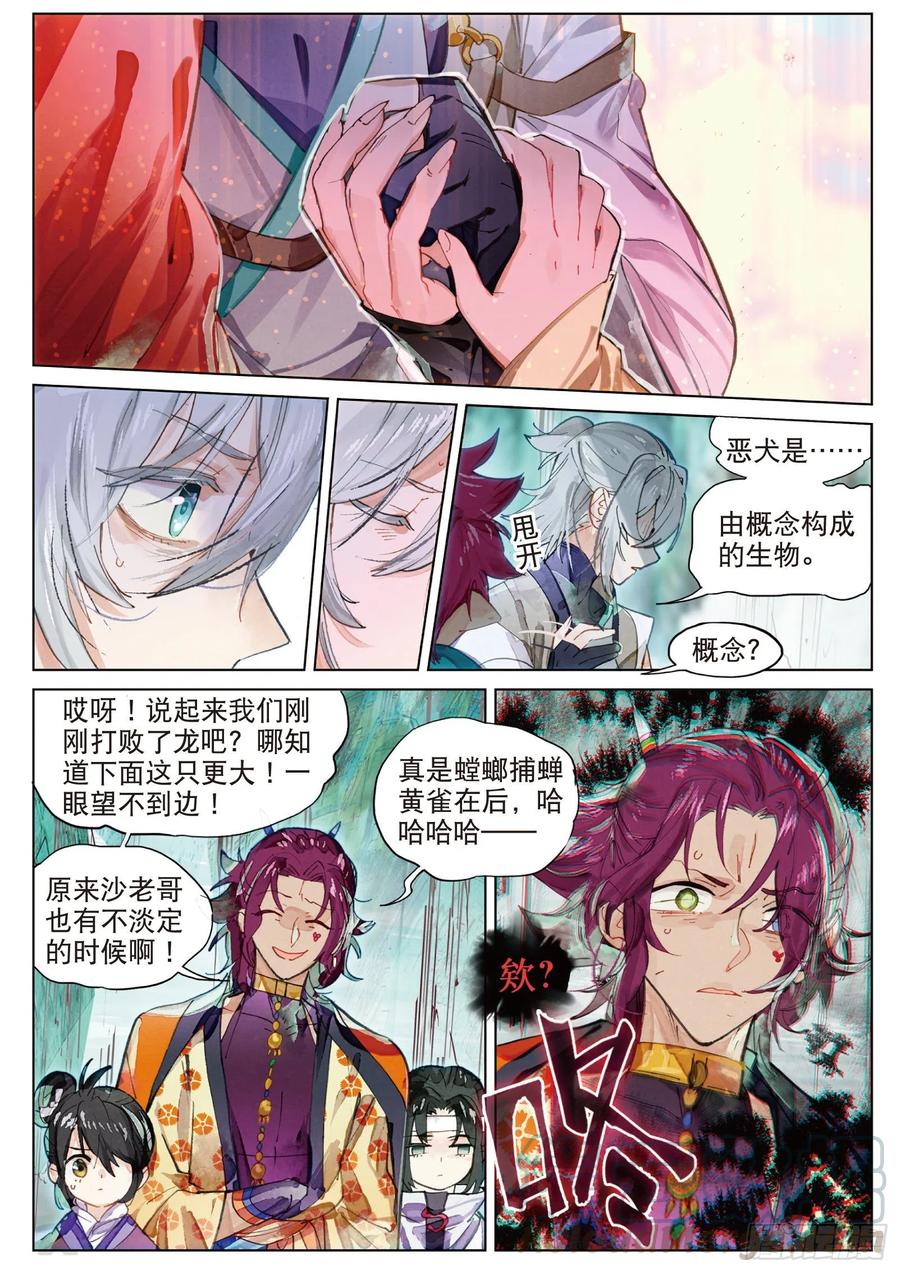 甩
开
恶犬是……
由概念构成
的生物。
概念？
哎呀！说起来我们刚
刚打败了龙吧？哪知
道下面这只更大！一
眼望不到边！
原来沙老哥
也有不淡定
的时候啊！
真是螳螂捕蝉
黄雀在后，哈
哈哈哈——
欸？
咚